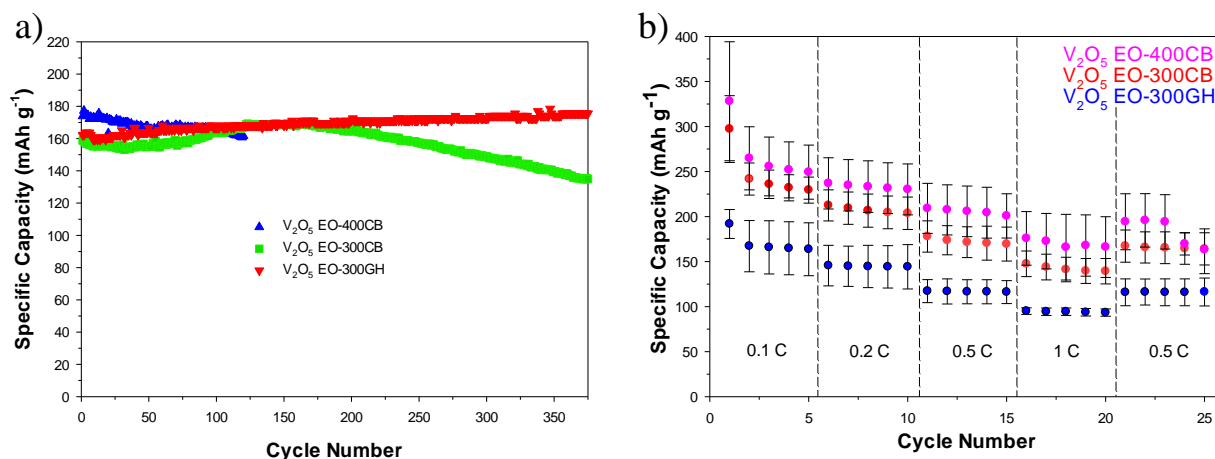 a)
220
200
180
160
140
120
100
80
60
40
20
0
Specific Capacity (mAh g⁻¹)
V₂O₅ EO-400CB
V₂O₅ EO-300CB
V₂O₅ EO-300GH
0 50 100 150 200 250 300 350
Cycle Number
b)
400
350
300
250
200
150
100
50
0
Specific Capacity (mAh g⁻¹)
V₂O₅ EO-400CB
V₂O₅ EO-300CB
V₂O₅ EO-300GH
0.1 C 0.2 C 0.5 C 1 C 0.5 C
0 5 10 15 20 25
Cycle Number